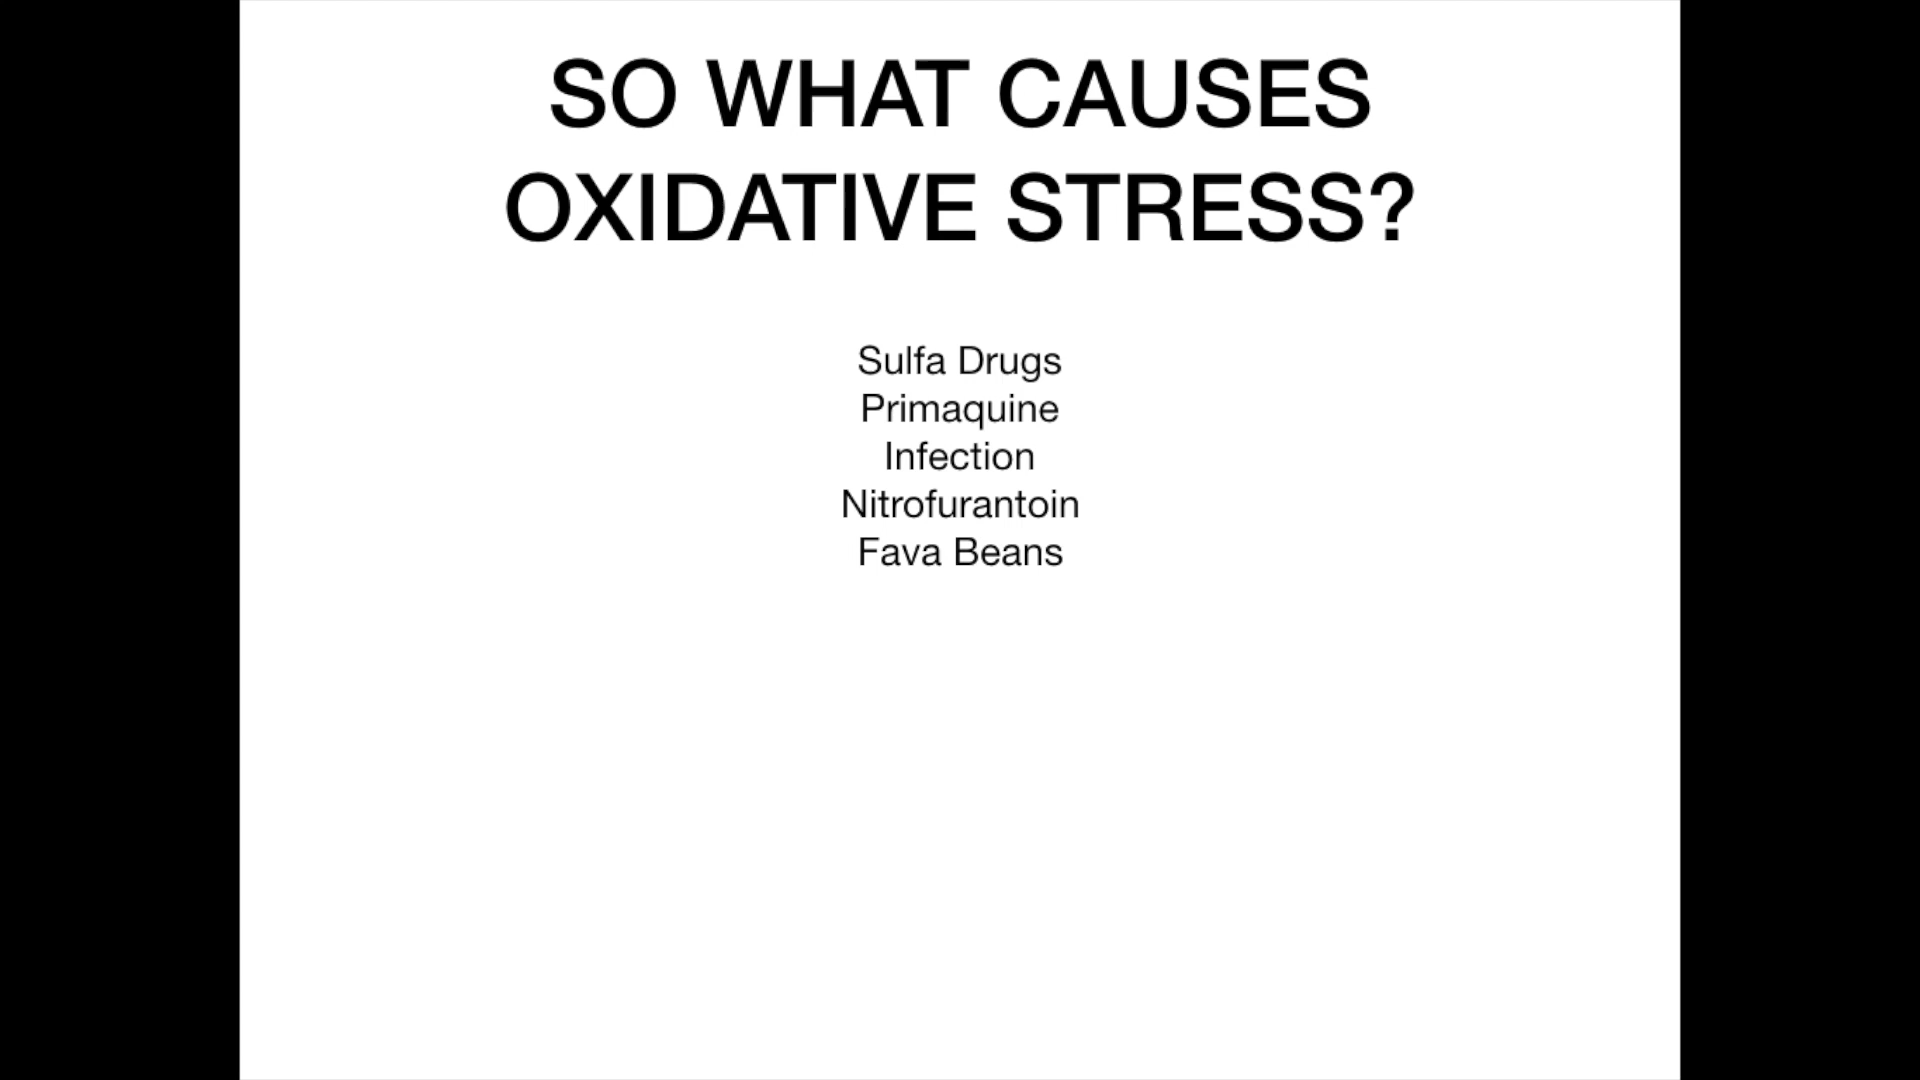 SO WHAT CAUSES
OXIDATIVE STRESS?
Sulfa Drugs
Primaquine
Infection
Nitrofurantoin
Fava Beans